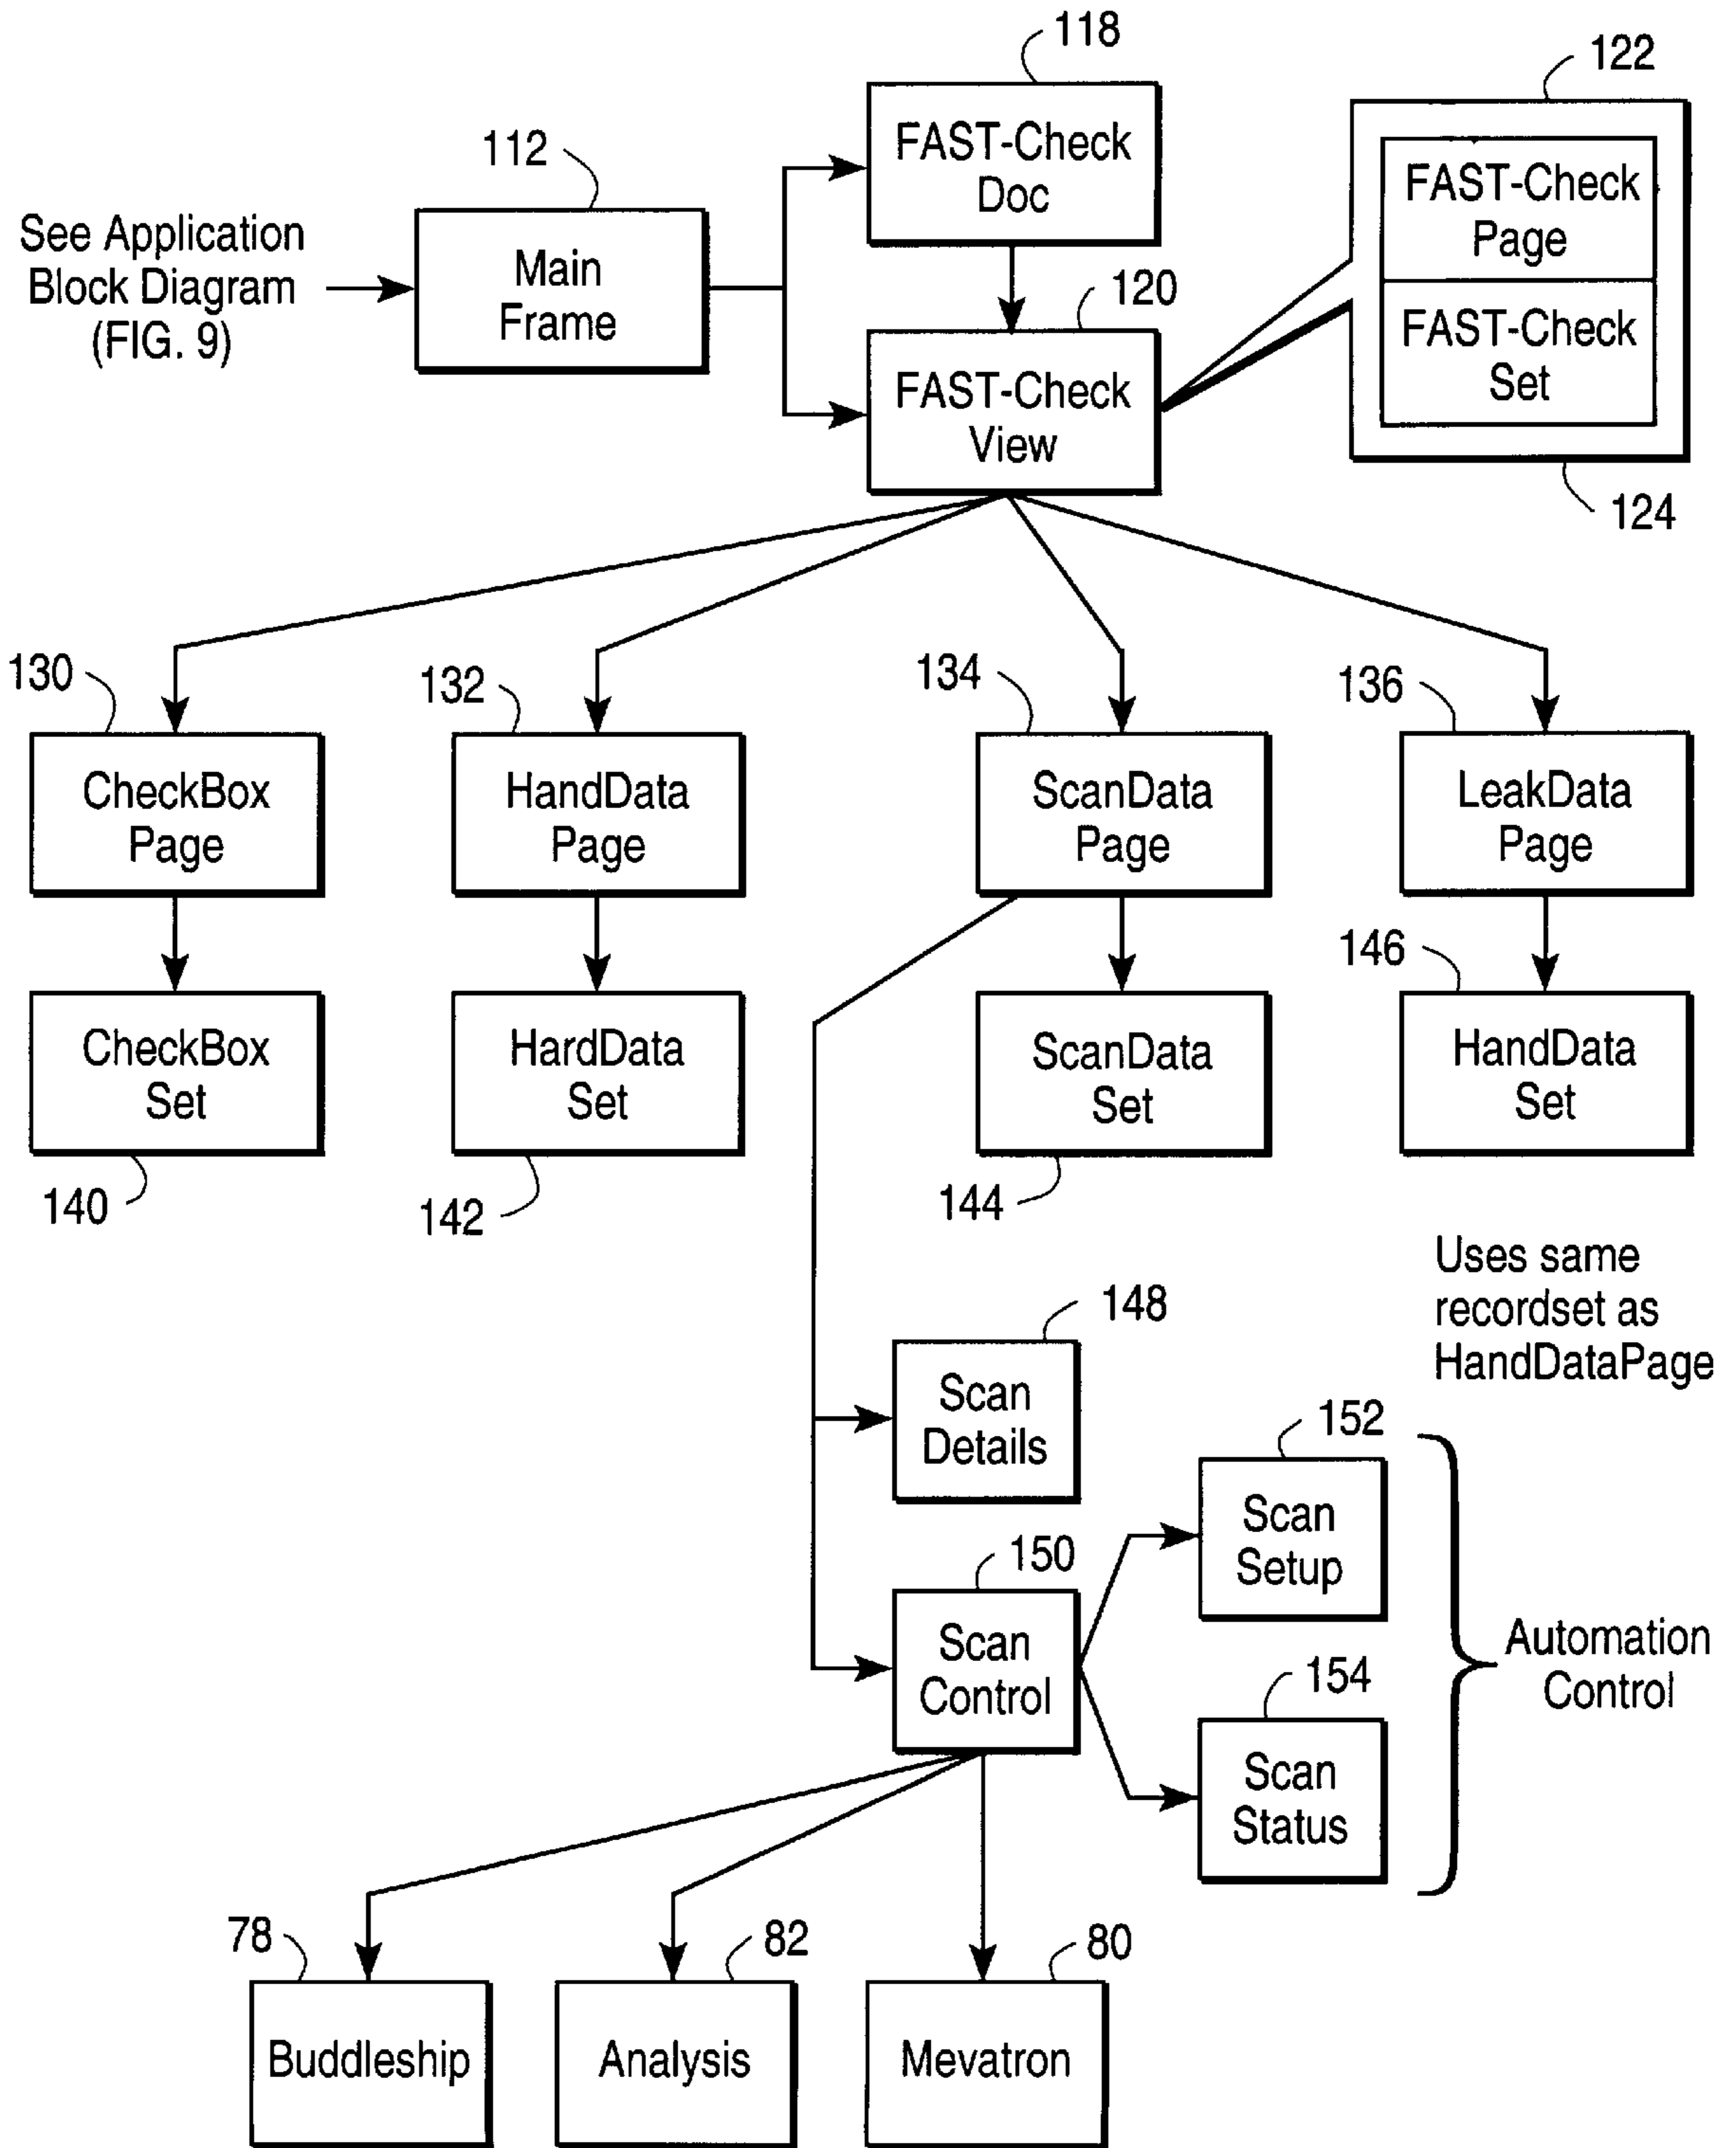 118
122
112
FAST-Check
Doc
FAST-Check
Page
See Application
Block Diagram
(FIG. 9)
Main
Frame
120
FAST-Check
Set
FAST-Check
View
124
130
132
134
136
CheckBox
Page
HandData
Page
ScanData
Page
LeakData
Page
146
CheckBox
Set
HardData
Set
ScanData
Set
HandData
Set
140
142
144
Uses same
recordset as
HandDataPage
148
Scan
Details
152
Scan
Setup
150
Scan
Control
Automation
Control
154
Scan
Status
78
82
80
Buddleship
Analysis
Mevatron